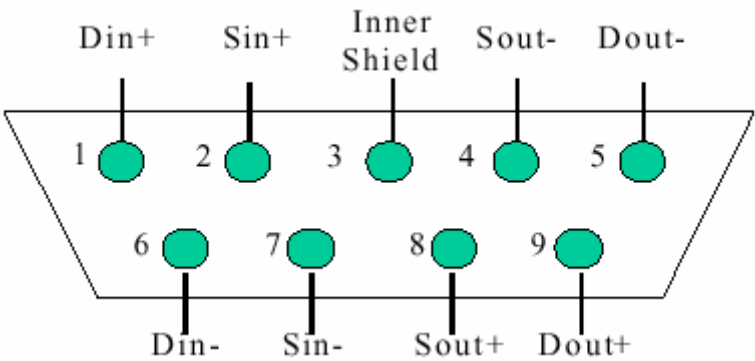 Din+ Sin+ Inner Shield Sout- Dout-
1 2 3 4 5
6 7 8 9
Din- Sin- Sout+ Dout+